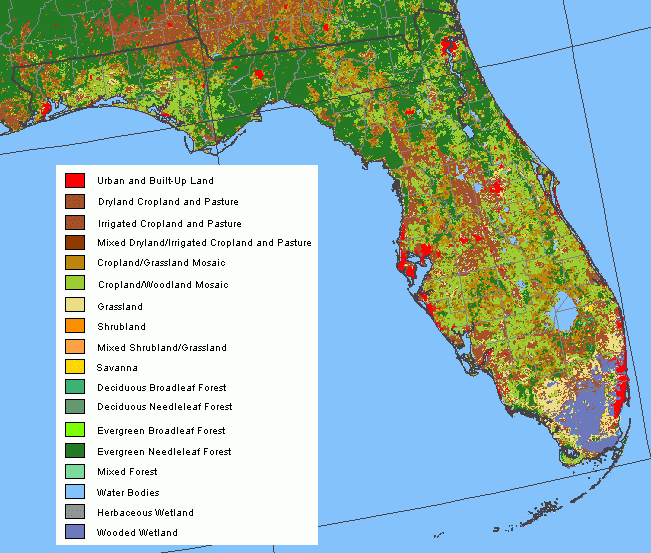 Urban and Built-Up Land
Dryland Cropland and Pasture
Irrigated Cropland and Pasture
Mixed Dryland/Irrigated Cropland and Pasture
Cropland/Grassland Mosaic
Cropland/Woodland Mosaic
Grassland
Shrubland
Mixed Shrubland/Grassland
Savanna
Deciduous Broadleaf Forest
Deciduous Needleleaf Forest
Evergreen Broadleaf Forest
Evergreen Needleleaf Forest
Mixed Forest
Water Bodies
Herbaceous Wetland
Wooded Wetland